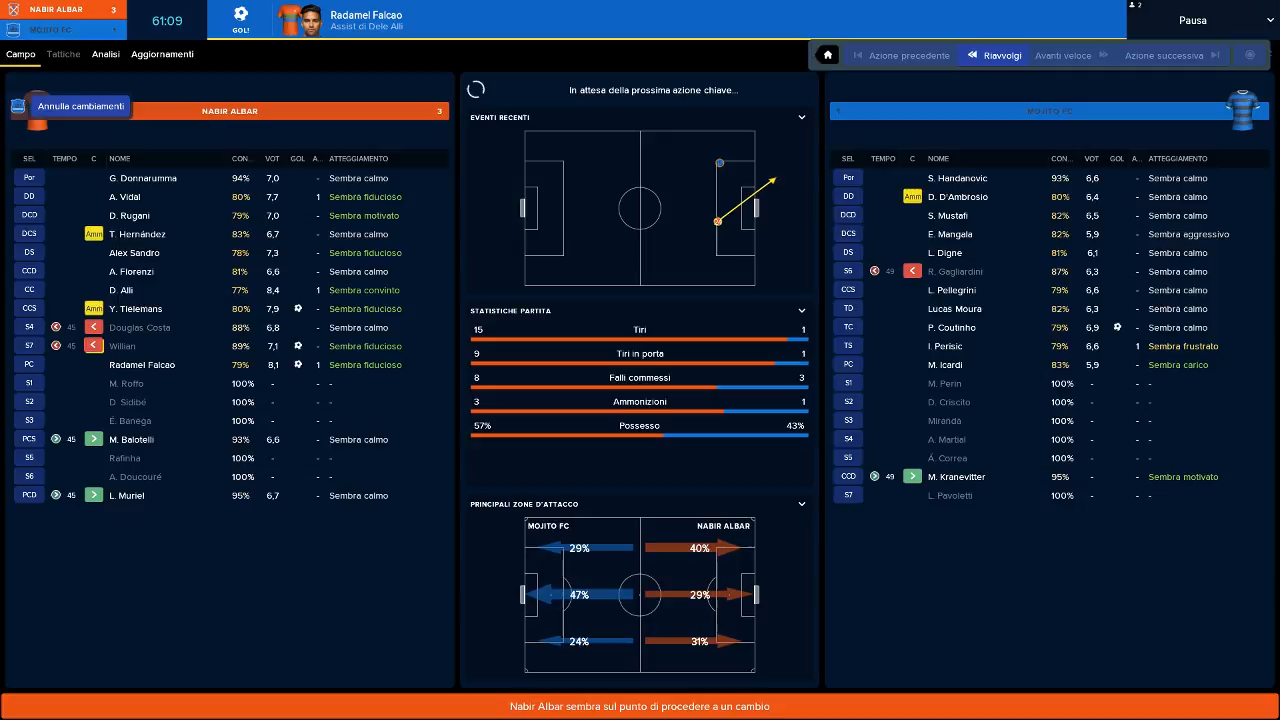 NABIR ALBAR 3
MOJITO FC
61:09
GOL!
Radamel Falcao
Assist di Dele Alli
2
Pausa
Campo Tattiche Analisi Aggiornamenti
Azione precedente Riavvolgi Avanti veloce Azione successiva
Annulla cambiamenti
NABIR ALBAR 3
SEL TEMPO C NOME CON... VOT GOL A... ATTEGGIAMENTO
Por G. Donnarumma 94% 7,0 - Sembra calmo
DD A. Vidal 80% 7,7 1 Sembra fiducioso
DCD D. Rugani 79% 7,0 - Sembra motivato
DCS Amm T. Hernández 83% 6,7 - Sembra calmo
DS Alex Sandro 78% 7,3 - Sembra fiducioso
CCD A. Florenzi 81% 6,6 - Sembra calmo
CC D. Alli 77% 8,4 1 Sembra convinto
CCS Amm Y. Tielemans 80% 7,9 - Sembra fiducioso
S4 45 Douglas Costa 88% 6,8 - Sembra calmo
S7 45 Willian 89% 7,1 - Sembra fiducioso
PC Radamel Falcao 79% 8,1 1 Sembra fiducioso
S1 M. Roffo 100% - - -
S2 D. Sidibé 100% - - -
S3 É. Banega 100% - - -
PCS 45 M. Balotelli 93% 6,6 - Sembra calmo
S5 Rafinha 100% - - -
S6 A. Doucouré 100% - - -
PCD 45 L. Muriel 95% 6,7 - Sembra calmo
In attesa della prossima azione chiave...
EVENTI RECENTI
STATISTICHE PARTITA
15 Tiri 1
9 Tiri in porta 1
8 Falli commessi 3
3 Ammonizioni 1
57% Possesso 43%
PRINCIPALI ZONE D'ATTACCO
MOJITO FC NABIR ALBAR
29% 40%
47% 29%
24% 31%
MOJITO FC
SEL TEMPO C NOME CON... VOT GOL A... ATTEGGIAMENTO
Por S. Handanovic 93% 6,6 - Sembra calmo
DD Amm D. D'Ambrosio 80% 6,4 - Sembra calmo
DCD S. Mustafi 82% 6,5 - Sembra calmo
DCS E. Mangala 82% 5,9 - Sembra aggressivo
DS L. Digne 81% 6,1 - Sembra calmo
S6 49 R. Gagliardini 87% 6,3 - Sembra calmo
CCS L. Pellegrini 79% 6,6 - Sembra calmo
TD Lucas Moura 82% 6,3 - Sembra calmo
TC P. Coutinho 79% 6,9 - Sembra calmo
TS I. Perisic 79% 6,6 1 Sembra frustrato
PC M. Icardi 83% 5,9 - Sembra carico
S1 M. Perin 100% - - -
S2 D. Criscito 100% - - -
S3 Miranda 100% - - -
S4 A. Martial 100% - - -
S5 Á. Correa 100% - - -
CCD 49 M. Kranevitter 95% - - Sembra motivato
S7 L. Pavoletti 100% - - -
Nabir Albar sembra sul punto di procedere a un cambio